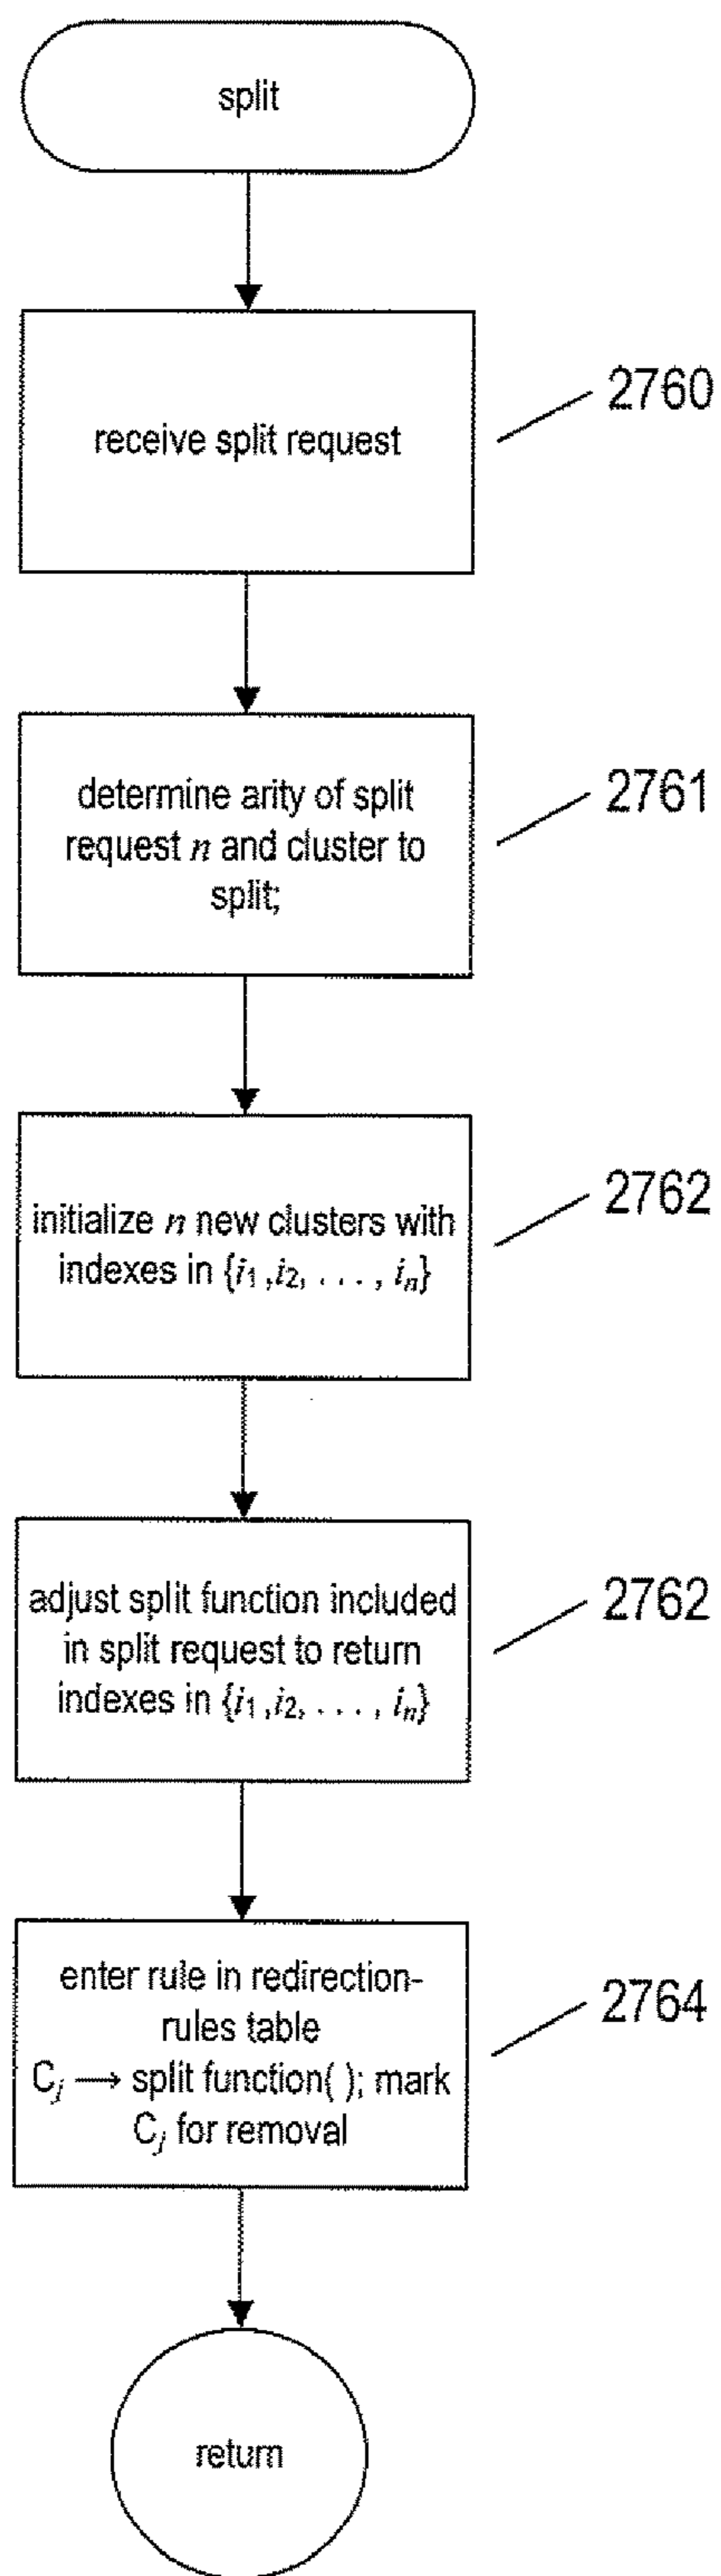 split
receive split request
2760
determine arity of split
request n and cluster to
split;
2761
initialize n new clusters with
indexes in {i1 ,i2, . . . , in}
2762
adjust split function included
in split request to return
indexes in {i1 ,i2, . . . , in}
2762
enter rule in redirection-
rules table
Cj → split function( ); mark
Cj for removal
2764
return